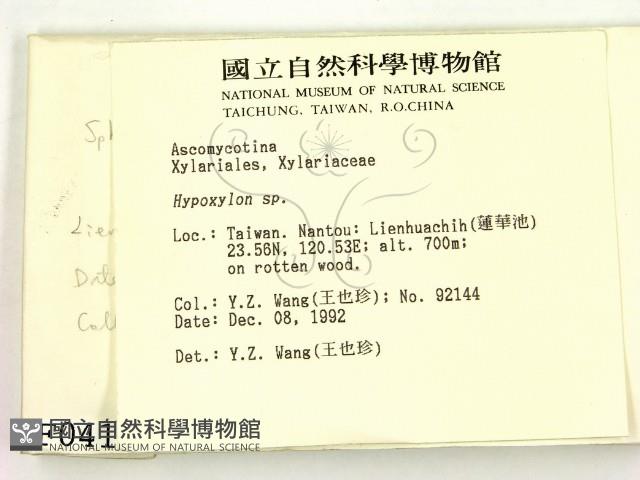 國立自然科學博物館
NATIONAL MUSEUM OF NATURAL SCIENCE
TAICHUNG, TAIWAN, R.O.CHINA
Ascomycotina
Xylariales, Xylariaceae
Hypoxylon sp.
Loc.: Taiwan. Nantou: Lienhuachih(蓮華池)
23.56N, 120.53E; alt. 700m;
on rotten wood.
Col.: Y.Z. Wang(王也珍); No. 92144
Date: Dec. 08, 1992
Det.: Y.Z. Wang(王也珍)
F041
國立自然科學博物館
NATIONAL MUSEUM OF NATURAL SCIENCE